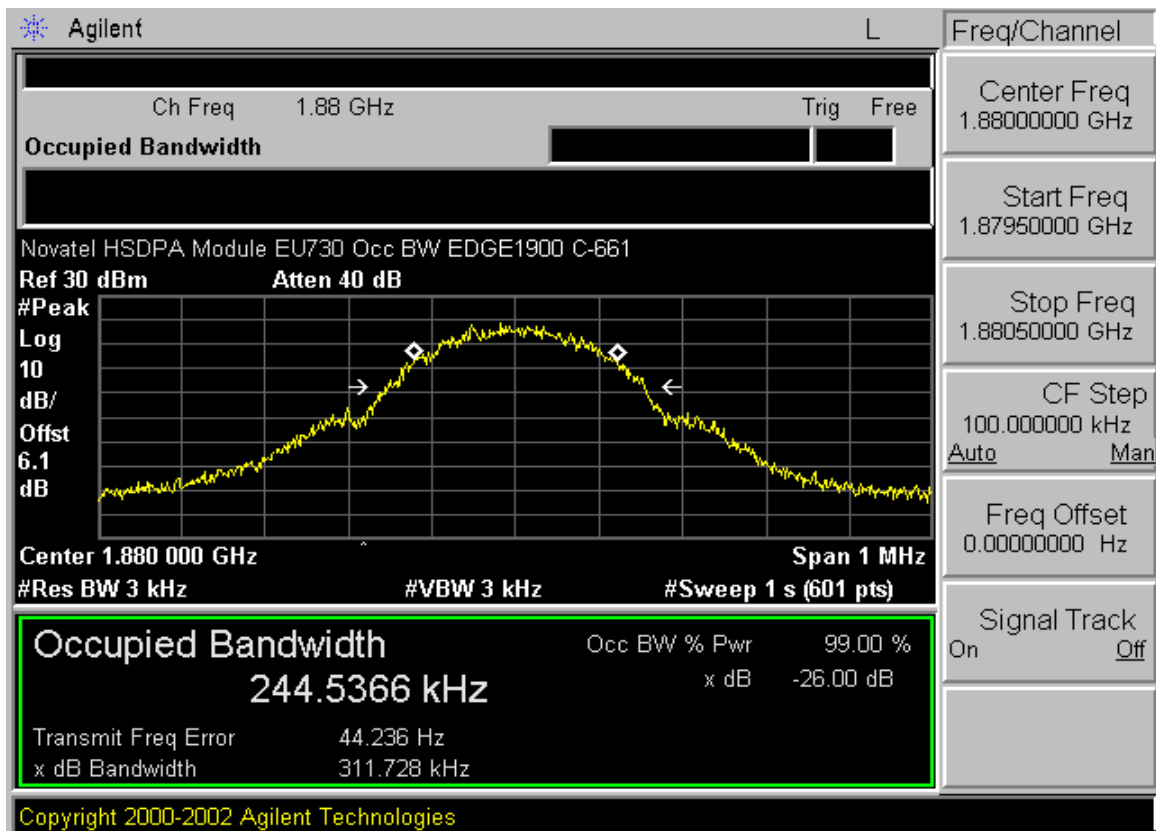 Agilent L Freq/Channel
Ch Freq 1.88 GHz Trig Free
Occupied Bandwidth
Center Freq
1.88000000 GHz
Start Freq
1.87950000 GHz
Stop Freq
1.88050000 GHz
CF Step
100.000000 kHz
Auto Man
Freq Offset
0.00000000 Hz
Signal Track
On Off
Novatel HSDPA Module EU730 Occ BW EDGE1900 C-661
Ref 30 dBm Atten 40 dB
#Peak
Log
10
dB/
Offst
6.1
dB
Center 1.880 000 GHz Span 1 MHz
#Res BW 3 kHz #VBW 3 kHz #Sweep 1 s (601 pts)
Occupied Bandwidth Occ BW % Pwr 99.00 %
244.5366 kHz x dB -26.00 dB
Transmit Freq Error 44.236 Hz
x dB Bandwidth 311.728 kHz
Copyright 2000-2002 Agilent Technologies